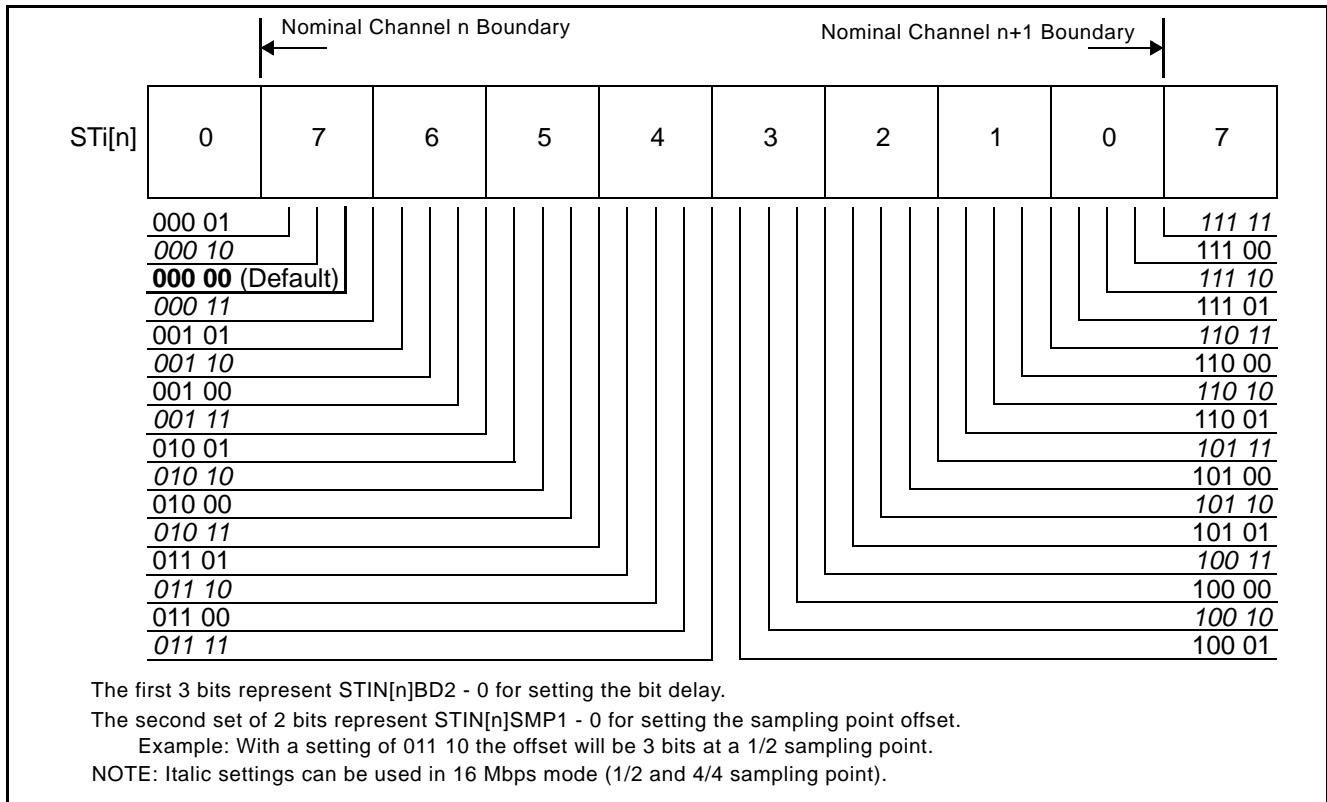 Nominal Channel n Boundary
Nominal Channel n+1 Boundary
STi[n] 0 7 6 5 4 3 2 1 0 7
000 01 111 11
000 10 111 00
000 00 (Default) 111 10
000 11 111 01
001 01 110 11
001 10 110 00
001 00 110 10
001 11 110 01
010 01 101 11
010 10 101 00
010 00 101 10
010 11 101 01
011 01 100 11
011 10 100 00
011 00 100 10
011 11 100 01
The first 3 bits represent STIN[n]BD2 - 0 for setting the bit delay.
The second set of 2 bits represent STIN[n]SMP1 - 0 for setting the sampling point offset.
Example: With a setting of 011 10 the offset will be 3 bits at a 1/2 sampling point.
NOTE: Italic settings can be used in 16 Mbps mode (1/2 and 4/4 sampling point).